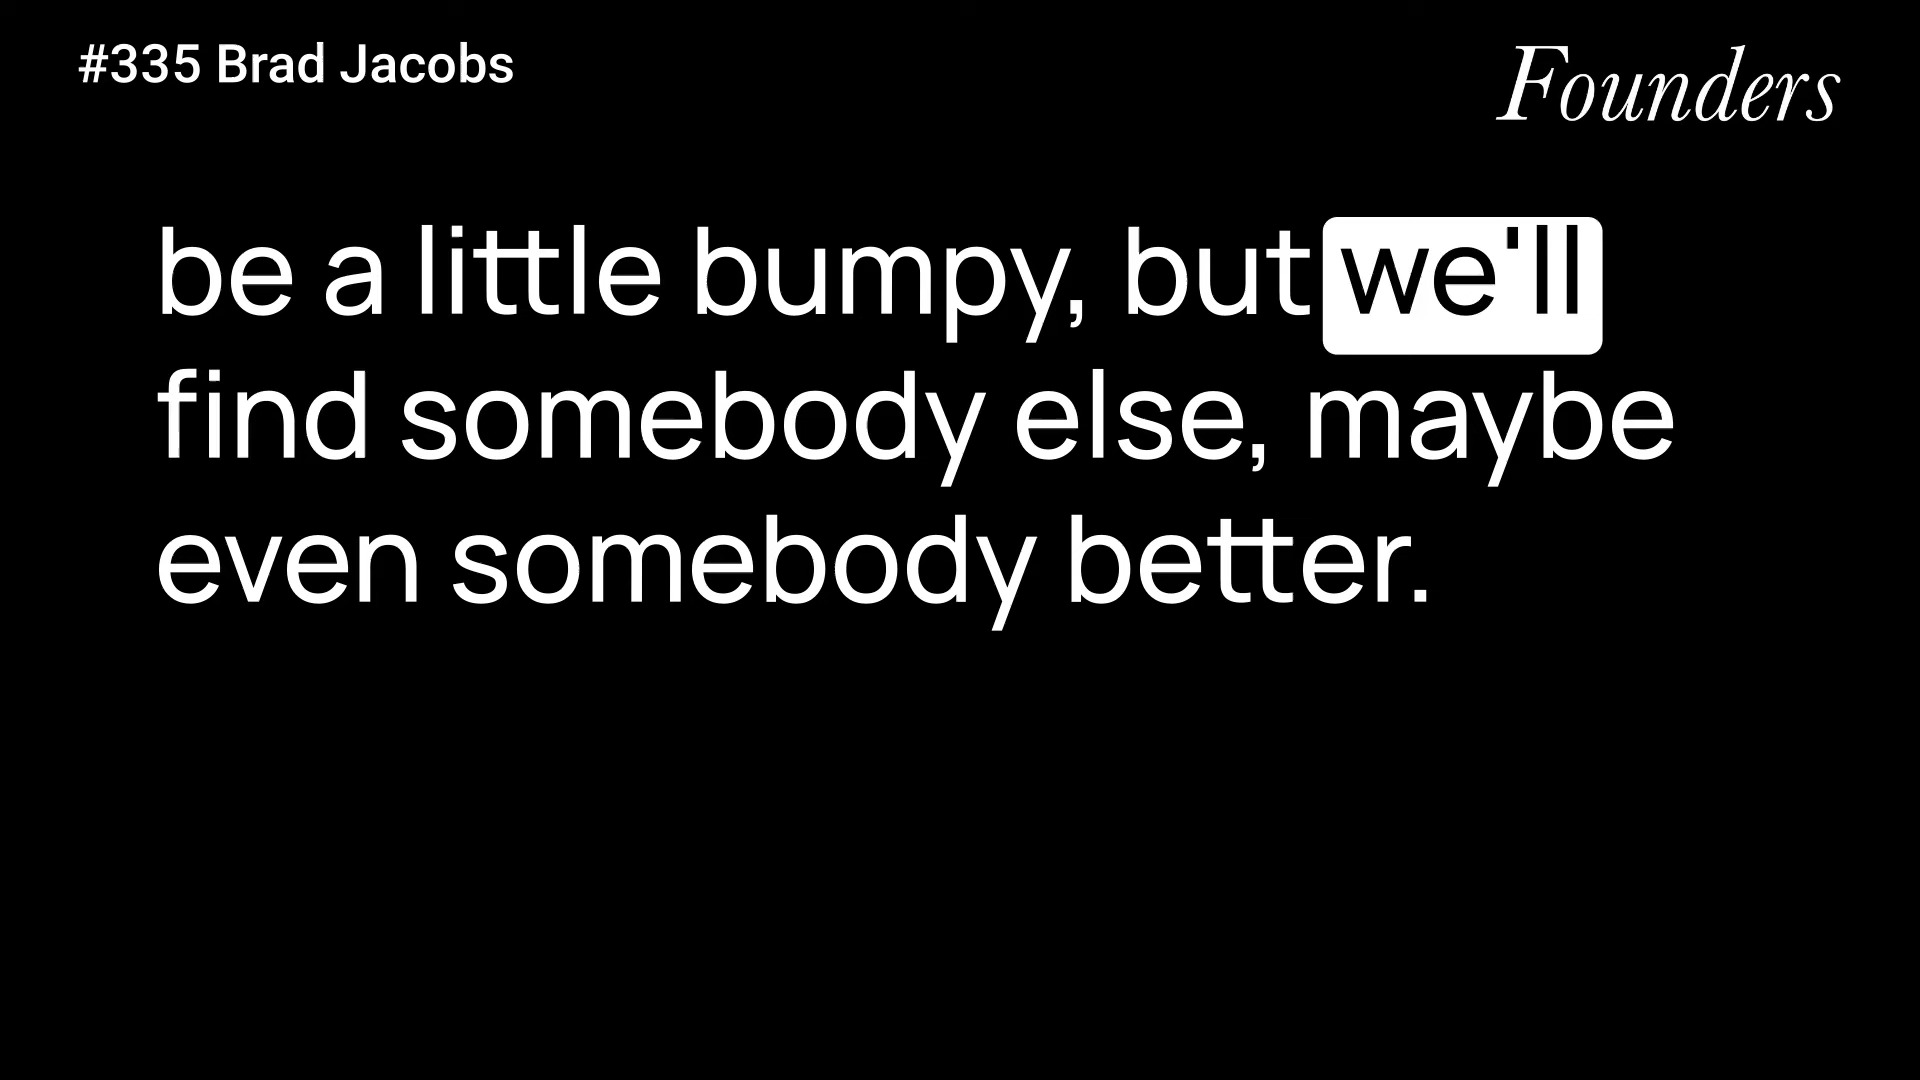 #335 Brad Jacobs
Founders
be a little bumpy, but we'll
find somebody else, maybe
even somebody better.